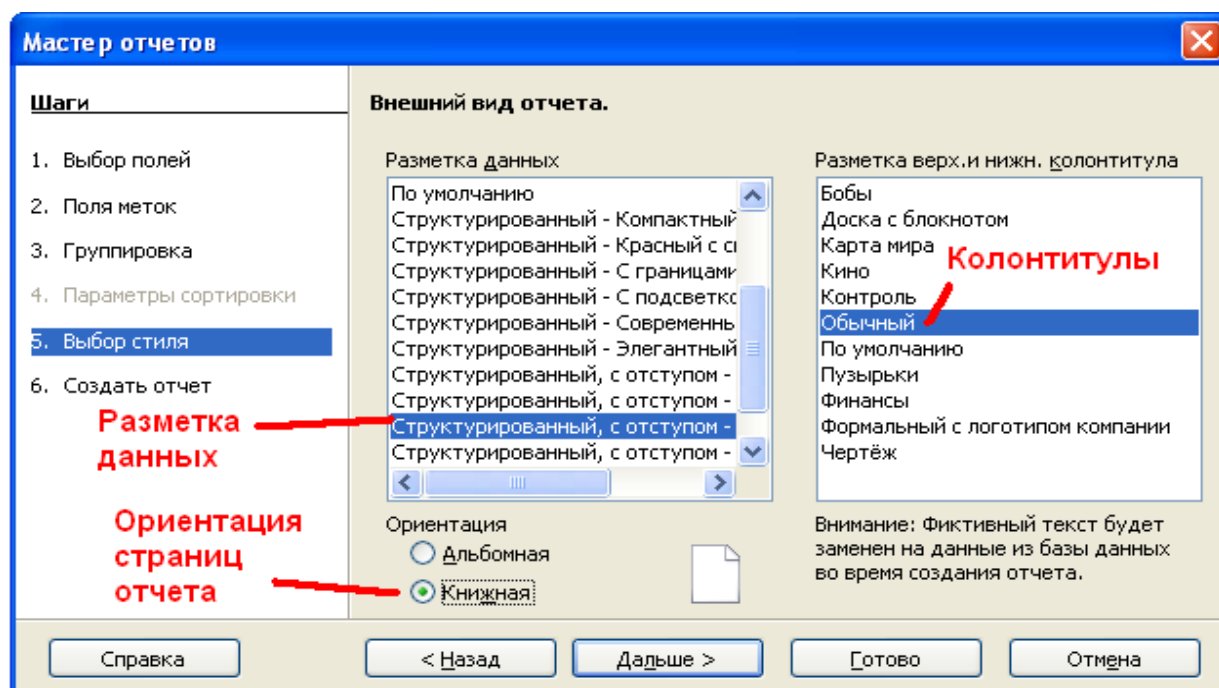 Мастер отчетов
Шаги
1. Выбор полей
2. Поля меток
3. Группировка
4. Параметры сортировки
5. Выбор стиля
6. Создать отчет
Разметка
данных
Ориентация
страниц
отчета
Внешний вид отчета.
Разметка данных
По умолчанию
Структурированный - Компактный
Структурированный - Красный с
Структурированный - С границами
Структурированный - С подсветко
Структурированный - Современны
Структурированный - Элегантный
Структурированный, с отступом -
Структурированный, с отступом -
Структурированный, с отступом -
Структурированный, с отступом -
Ориентация
Альбомная
Книжная
Разметка верх.и нижн. колонтитула
Бобы
Доска с блокнотом
Карта мира
Кино
Контроль
Обычный
По умолчанию
Пузырьки
Финансы
Формальный с логотипом компании
Чертёж
Колонтитулы
Внимание: Фиктивный текст будет
заменен на данные из базы данных
во время создания отчета.
Справка
< Назад
Дальше >
Готово
Отмена